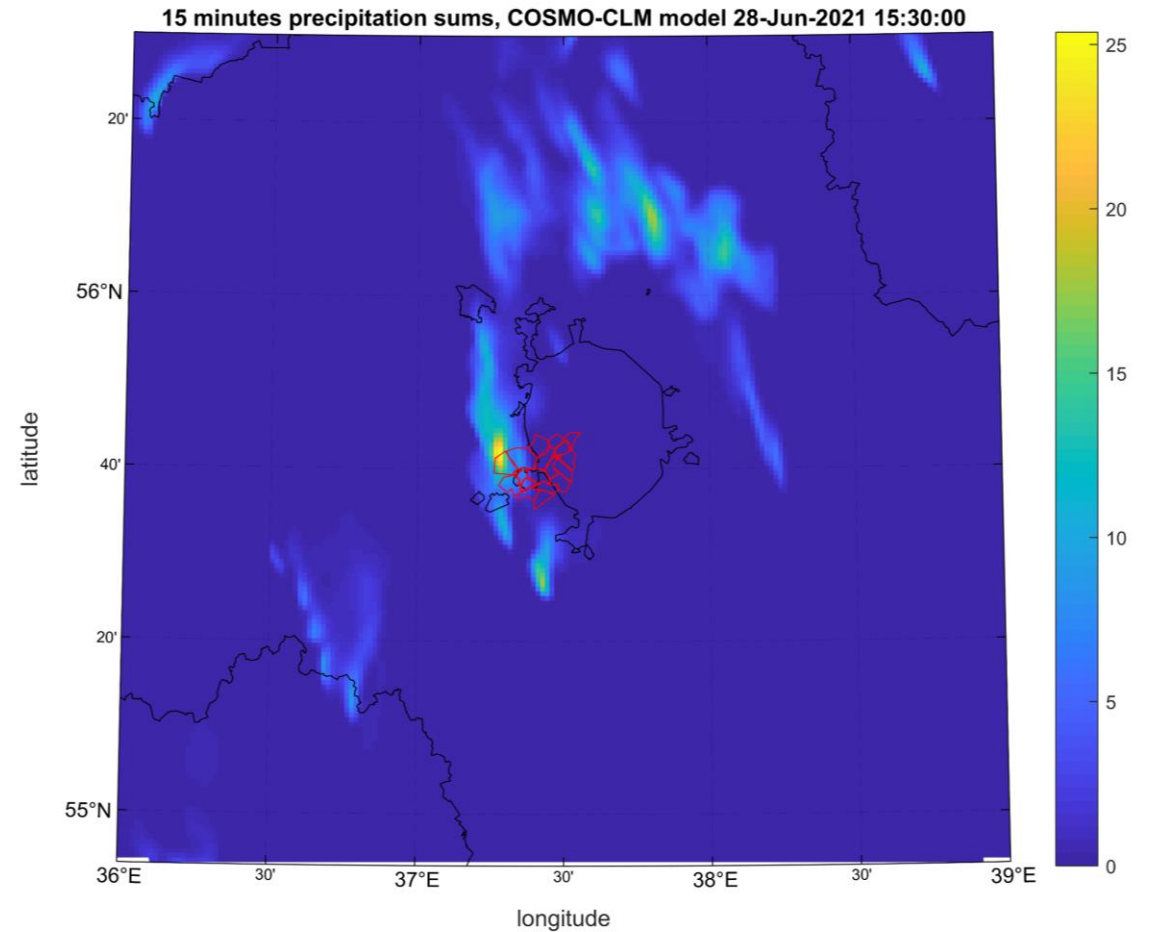 15 minutes precipitation sums, COSMO-CLM model 28-Jun-2021 15:30:00
25
20'
20
56°N
15
latitude
40'
10
20'
5
55°N
0
36°E 30' 37°E 30' 38°E 30' 39°E
longitude